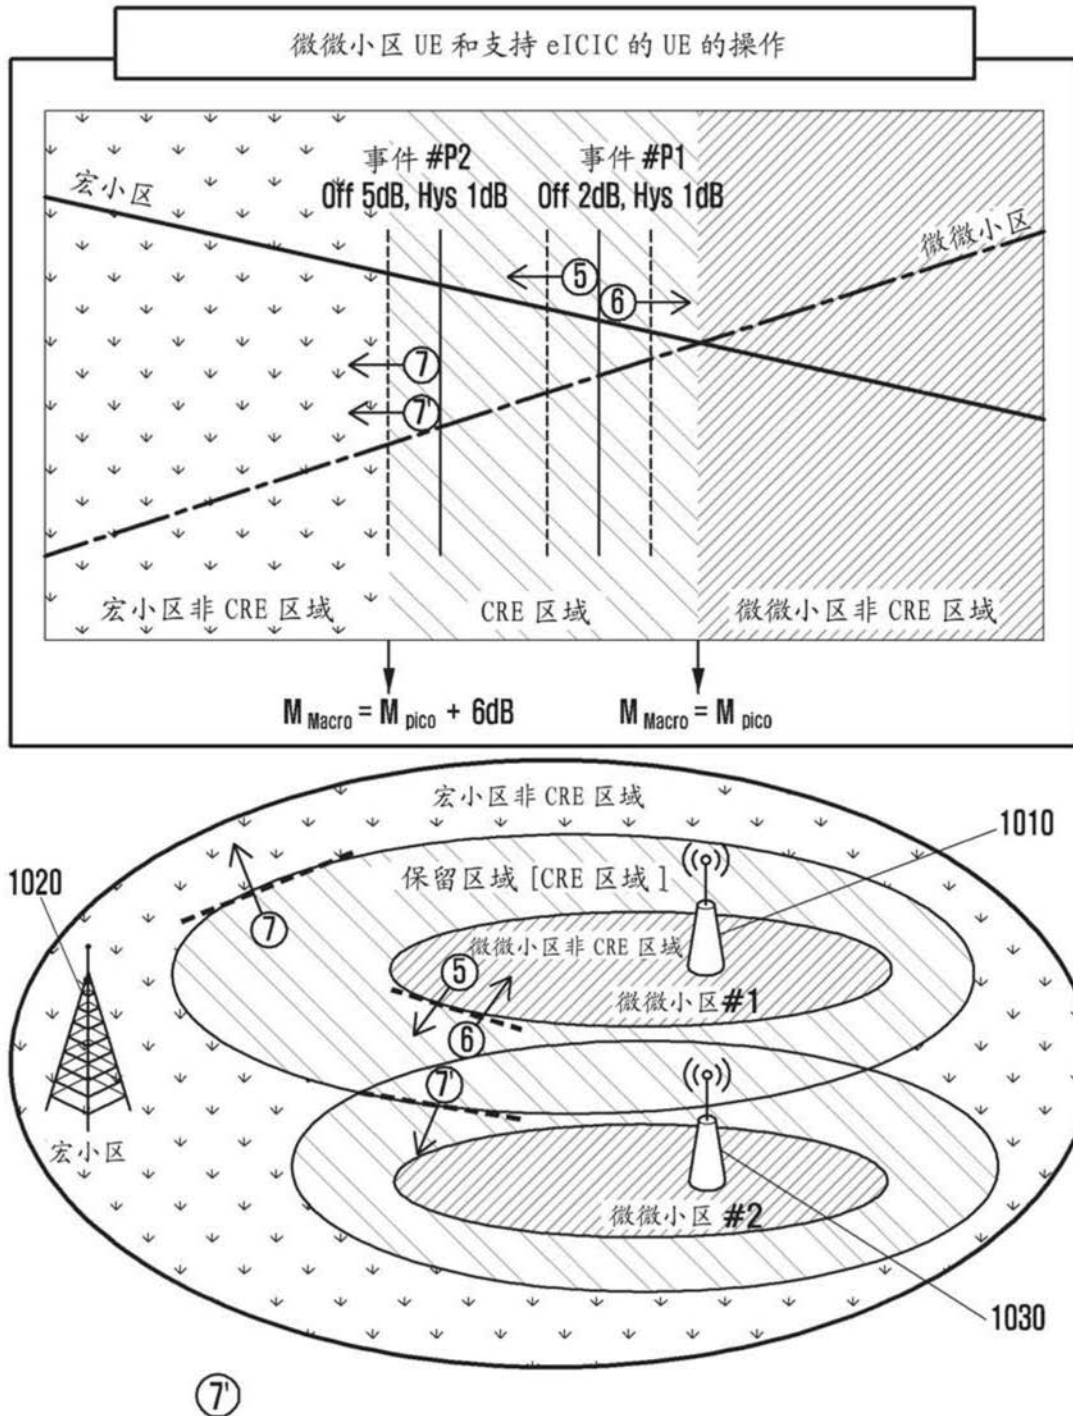 微微小区 UE 和支持 eICIC 的 UE 的操作
事件 #P2
Off 5dB, Hys 1dB
事件 #P1
Off 2dB, Hys 1dB
宏小区
微微小区
⑤
⑥
⑦
⑦'
宏小区非 CRE 区域
CRE 区域
微微小区非 CRE 区域
M Macro = M pico + 6dB
M Macro = M pico
宏小区非 CRE 区域
1010
1020
保留区域 [CRE 区域]
⑦
微微小区非 CRE 区域
⑤
微微小区 #1
⑥
⑦'
宏小区
微微小区 #2
1030
⑦'